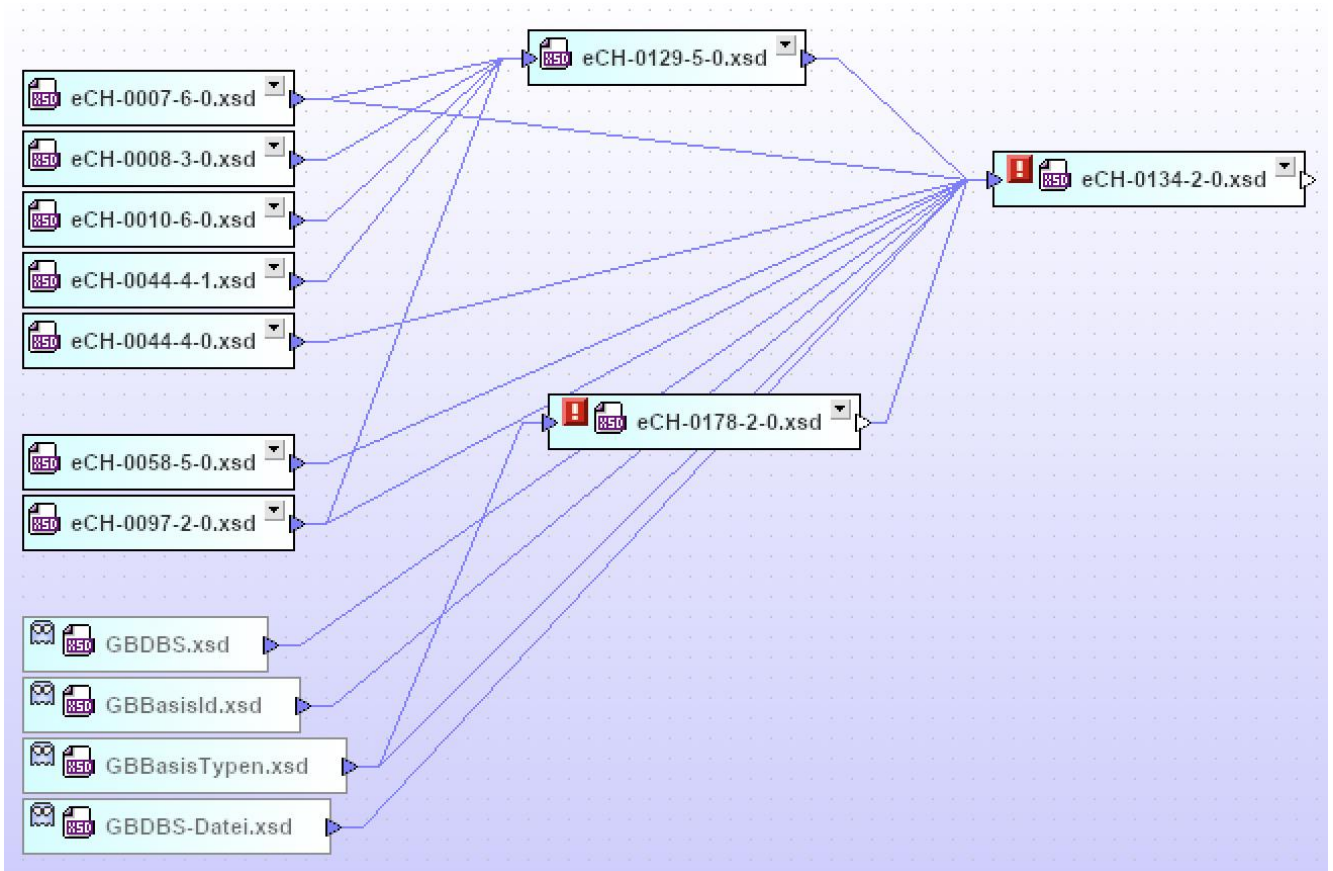 eCH-0129-5-0.xsd
eCH-0007-6-0.xsd
eCH-0008-3-0.xsd
eCH-0134-2-0.xsd
eCH-0010-6-0.xsd
eCH-0044-4-1.xsd
eCH-0044-4-0.xsd
eCH-0178-2-0.xsd
eCH-0058-5-0.xsd
eCH-0097-2-0.xsd
GBDBS.xsd
GBBasisId.xsd
GBBasisTypen.xsd
GBDBS-Datei.xsd